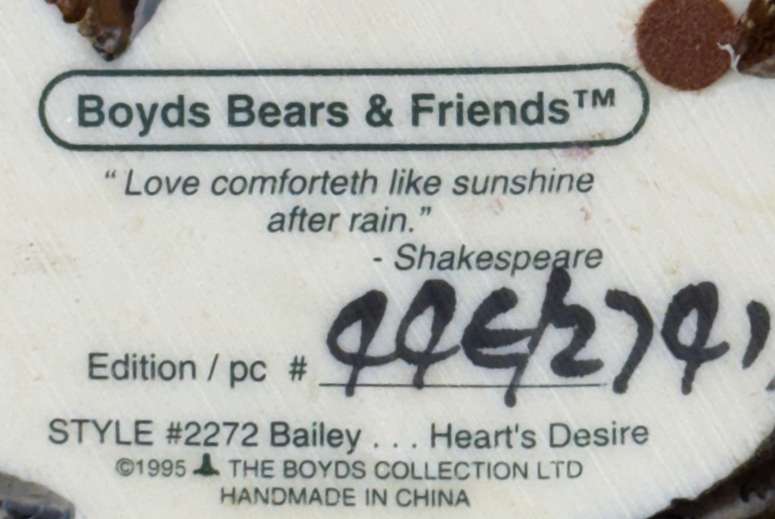 Boyds Bears & Friends™
“Love comforteth like sunshine
after rain.”
- Shakespeare
Edition / pc #
STYLE #2272 Bailey . . . Heart's Desire
©1995 THE BOYDS COLLECTION LTD
HANDMADE IN CHINA